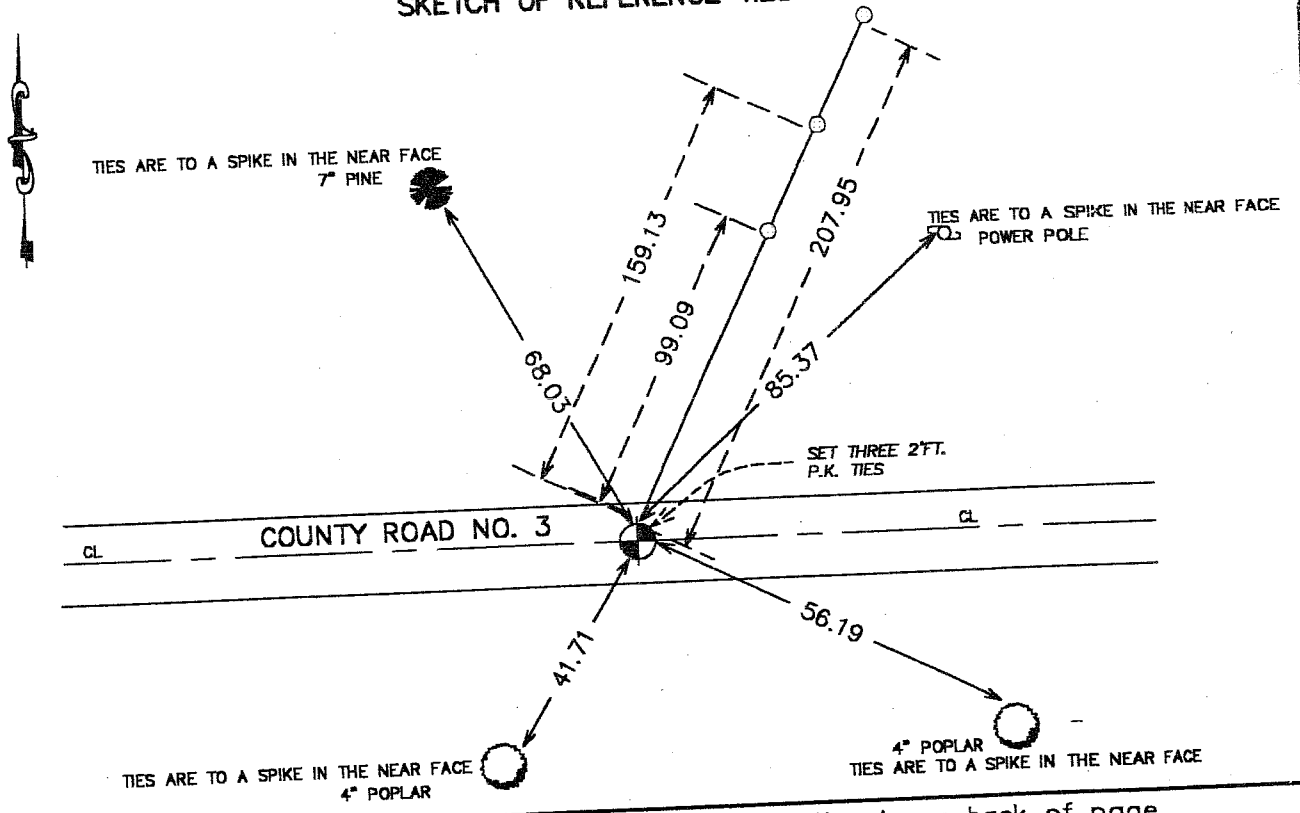 SKETCH OF REFERENCE
TIES ARE TO A SPIKE IN THE NEAR FACE
7" PINE
159.13
207.95
TIES ARE TO A SPIKE IN THE NEAR FACE
POWER POLE
99.09
68.03
85.37
SET THREE 2"FT.
P.K. TIES
COUNTY ROAD NO. 3
CL
CL
41.71
56.19
4" POPLAR
TIES ARE TO A SPIKE IN THE NEAR FACE
TIES ARE TO A SPIKE IN THE NEAR FACE
4" POPLAR
back of page